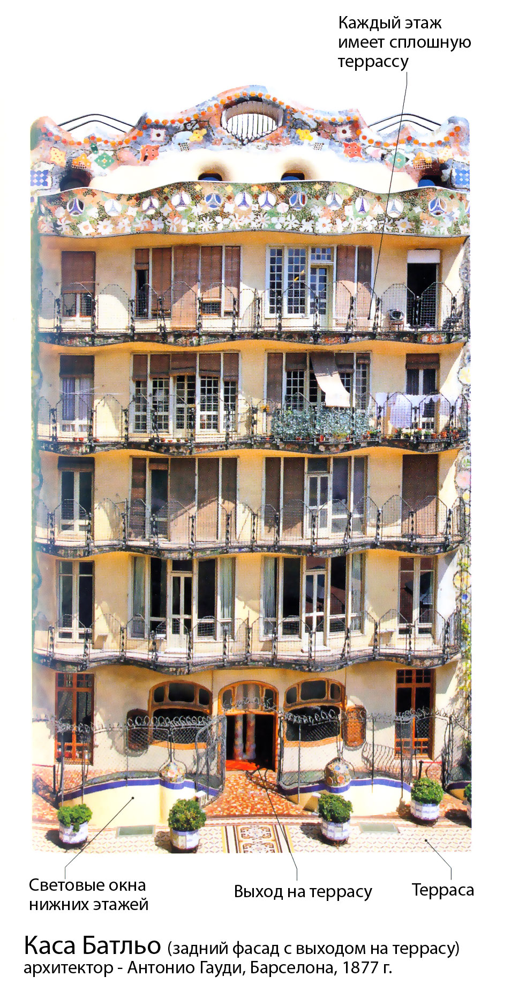 Каждый этаж
имеет сплошную
террассу
Световые окна
нижних этажей
Выход на террасу
Терраса
Каса Батльо (задний фасад с выходом на террасу)
архитектор - Антонио Гауди, Барселона, 1877 г.